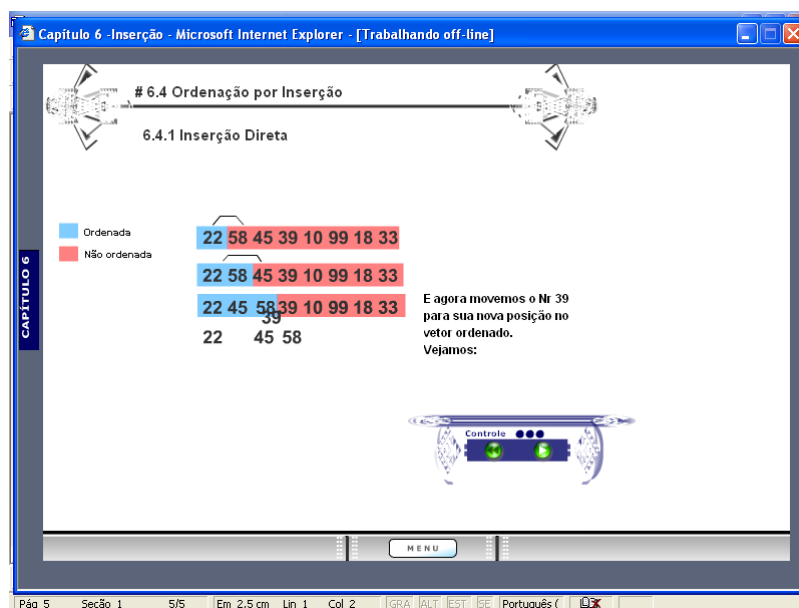 Capítulo 6 -Inserção - Microsoft Internet Explorer - [Trabalhando off-line]
# 6.4 Ordenação por Inserção
6.4.1 Inserção Direta
Ordenada
Não ordenada
22 58 45 39 10 99 18 33
22 58 45 39 10 99 18 33
22 45 58 39 10 99 18 33
39
22 45 58
E agora movemos o Nr 39
para sua nova posição no
vetor ordenado.
Vejamos:
CAPÍTULO 6
Controle
MENU
Pág 5 Seção 1 5/5 Em 2,5 cm Lin 1 Col 2 GRA ALT EST SE Português (